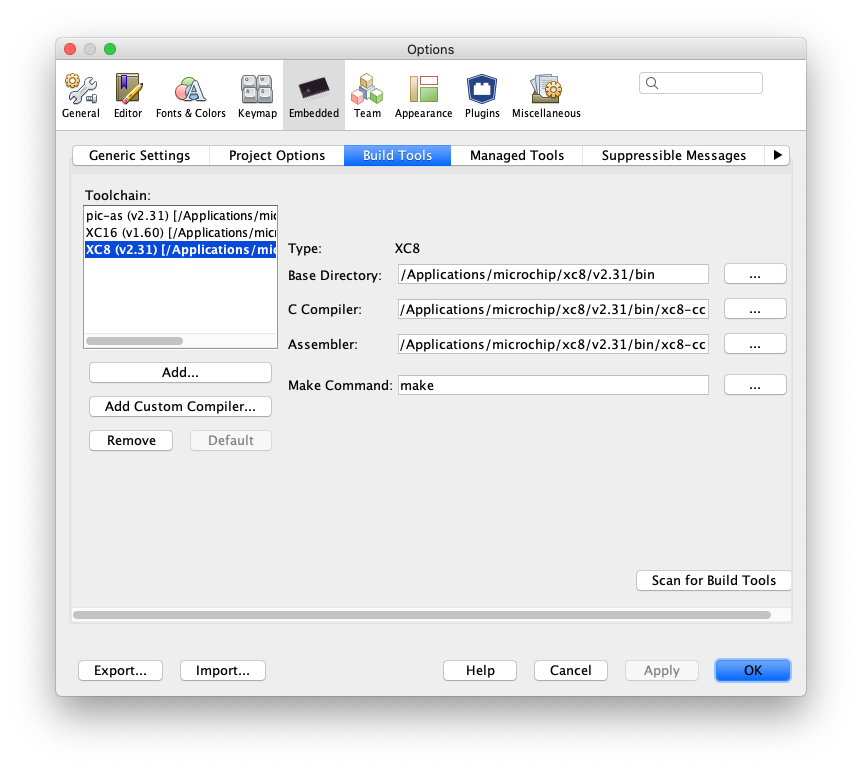 Options
General Editor Fonts & Colors Keymap Embedded Team Appearance Plugins Miscellaneous
Generic Settings Project Options Build Tools Managed Tools Suppressible Messages
Toolchain:
pic-as (v2.31) [/Applications/mic
XC16 (v1.60) [/Applications/micr
XC8 (v2.31) [/Applications/mic
Type: XC8
Base Directory: /Applications/microchip/xc8/v2.31/bin ...
C Compiler: /Applications/microchip/xc8/v2.31/bin/xc8-cc ...
Assembler: /Applications/microchip/xc8/v2.31/bin/xc8-cc ...
Make Command: make ...
Add...
Add Custom Compiler...
Remove Default
Scan for Build Tools
Export... Import... Help Cancel Apply OK